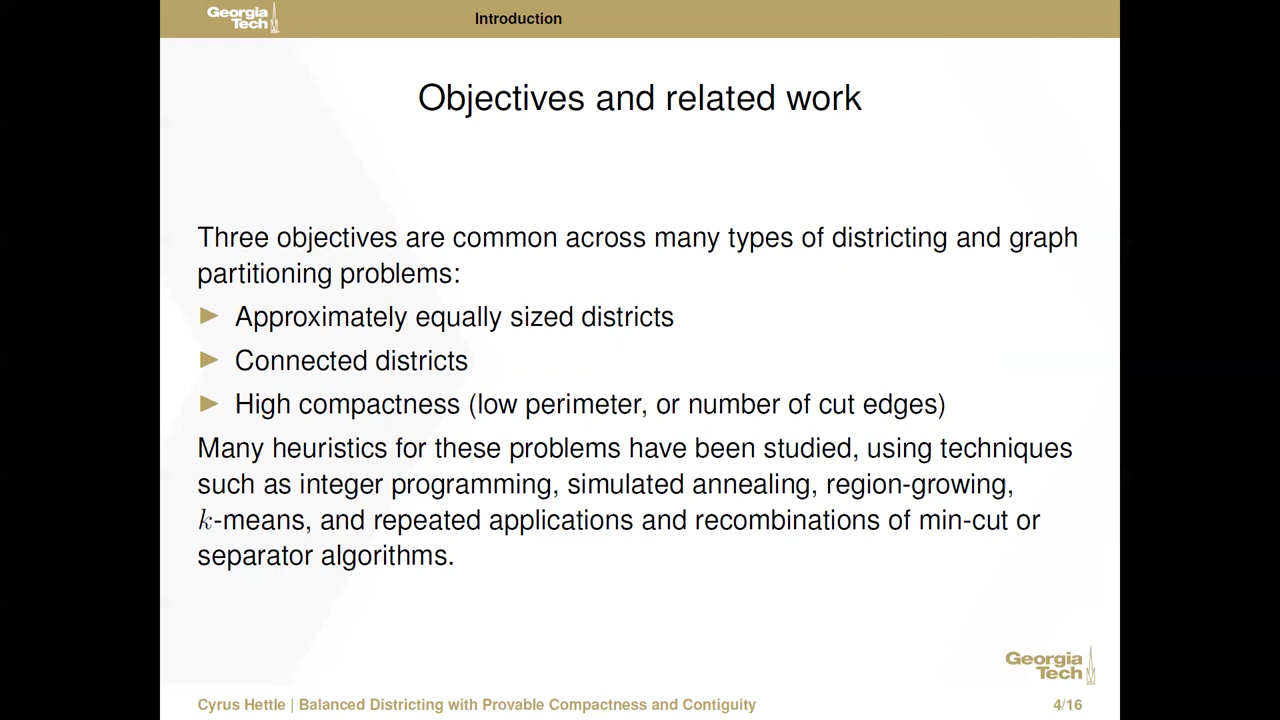 Georgia
Tech
Introduction
Objectives and related work
Three objectives are common across many types of districting and graph
partitioning problems:
Approximately equally sized districts
Connected districts
High compactness (low perimeter, or number of cut edges)
Many heuristics for these problems have been studied, using techniques
such as integer programming, simulated annealing, region-growing,
k-means, and repeated applications and recombinations of min-cut or
separator algorithms.
Georgia
Tech
Cyrus Hettle | Balanced Districting with Provable Compactness and Contiguity 4/16